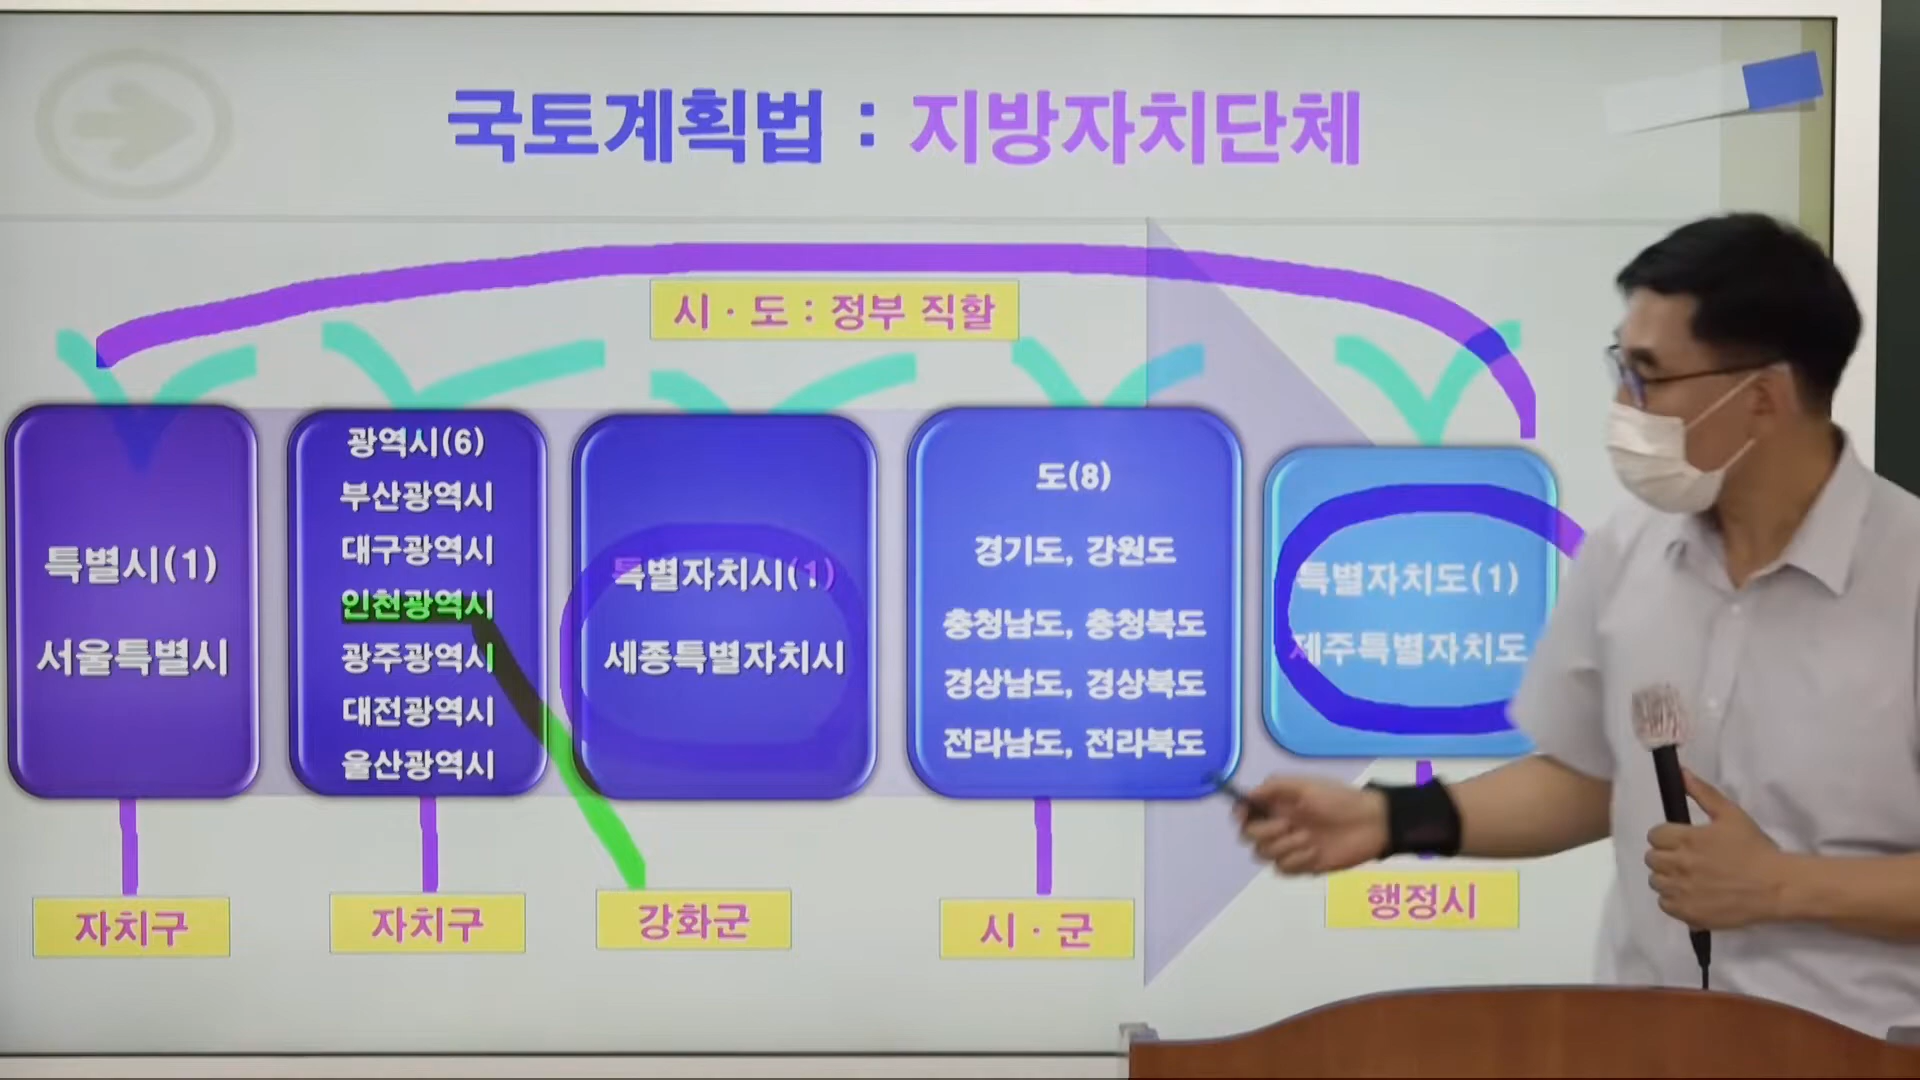 국토계획법 : 지방자치단체
시 · 도 : 정부 직할
특별시(1)
서울특별시
광역시(6)
부산광역시
대구광역시
인천광역시
광주광역시
대전광역시
울산광역시
특별자치시(1)
세종특별자치시
도(8)
경기도, 강원도
충청남도, 충청북도
경상남도, 경상북도
전라남도, 전라북도
특별자치도(1)
제주특별자치도
자치구
자치구
강화군
시 · 군
행정시